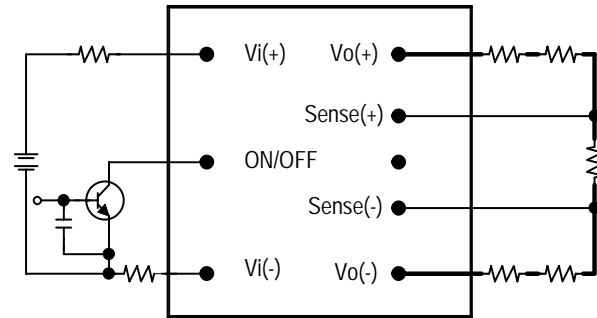 Vi(+) Vo(+)
Sense(+)
ON/OFF
Sense(-)
Vi(-) Vo(-)